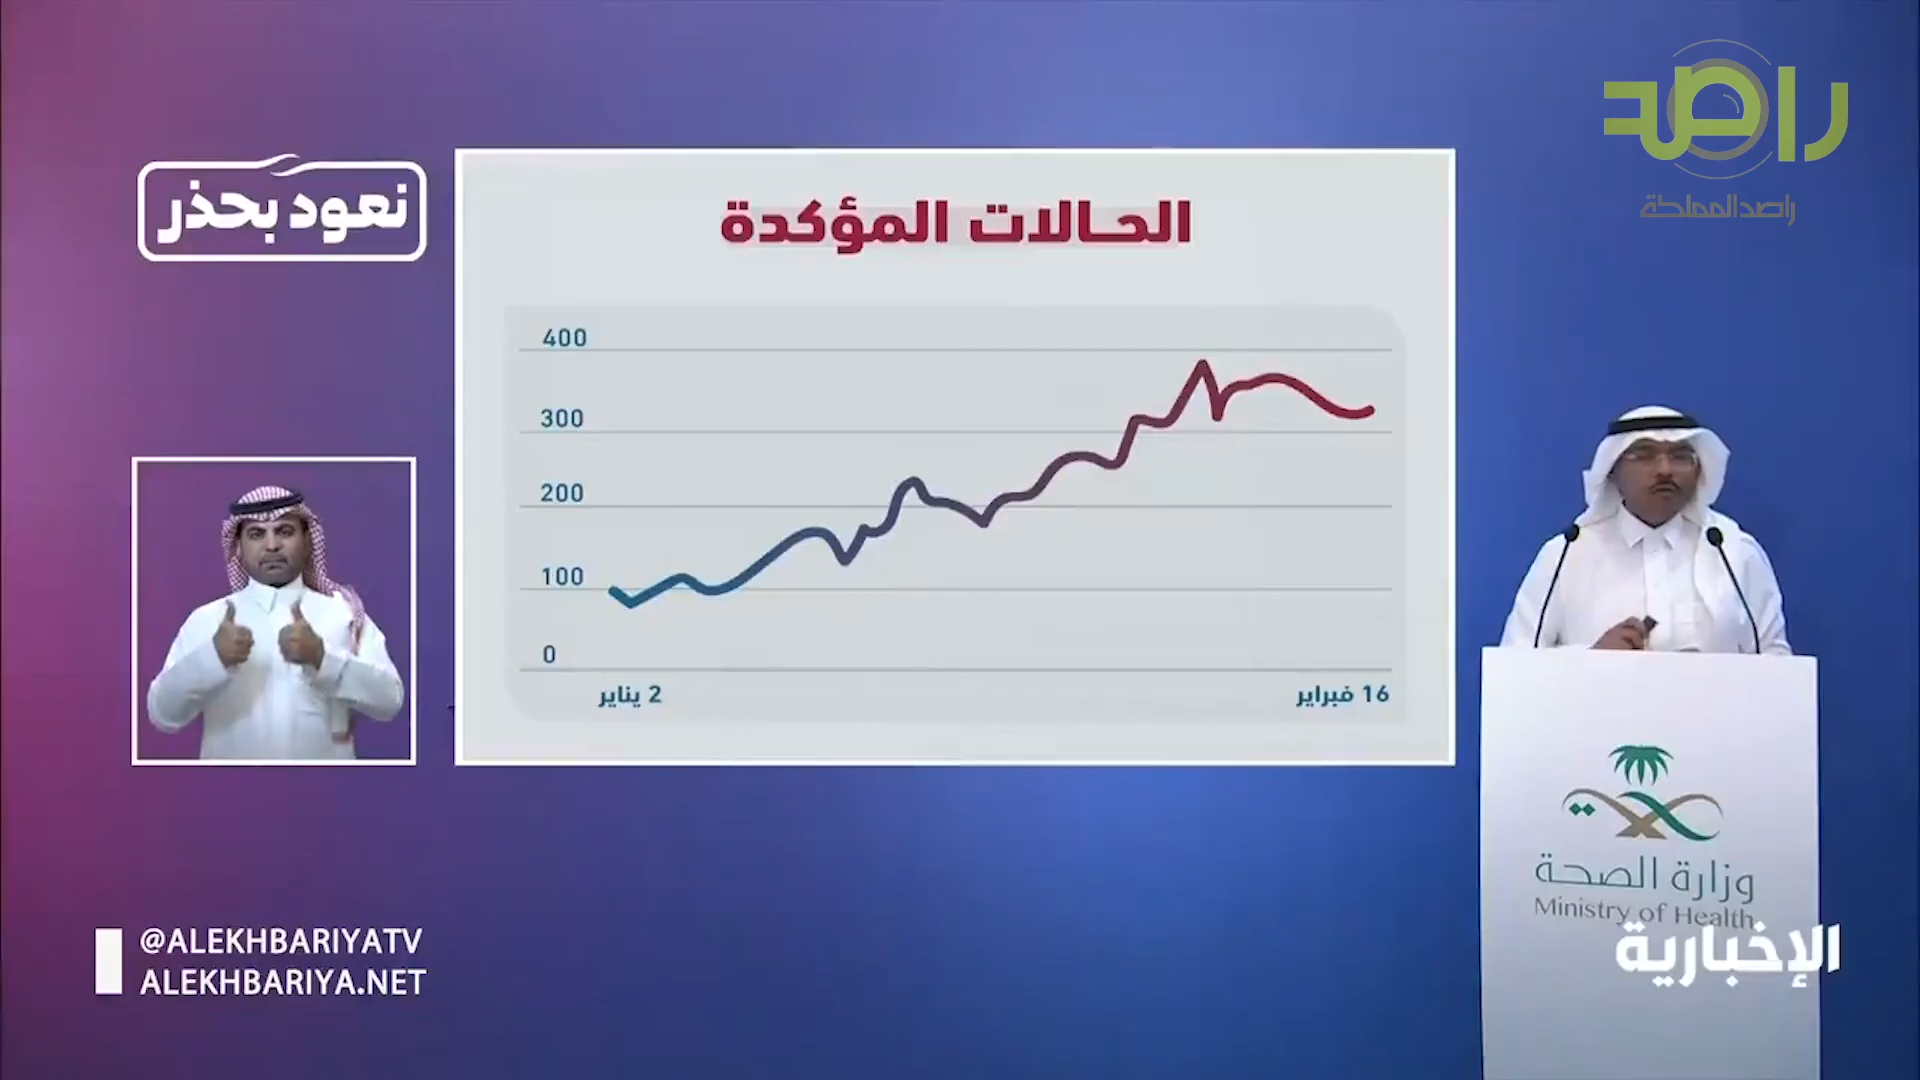 راصد
راصد المملكة
نعود بحذر
الحالات المؤكدة
400
300
200
100
0
2 يناير
16 فبراير
وزارة الصحة
Ministry of Health
الإخبارية
@ALEKHBARIYATV
ALEKHBARIYA.NET